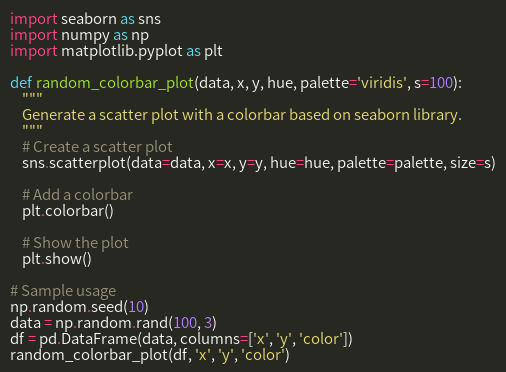 import seaborn as sns
import numpy as np
import matplotlib.pyplot as plt

def random_colorbar_plot(data, x, y, hue, palette='viridis', s=100):
    """
    Generate a scatter plot with a colorbar based on seaborn library.
    """
    # Create a scatter plot
    sns.scatterplot(data=data, x=x, y=y, hue=hue, palette=palette, size=s)

    # Add a colorbar
    plt.colorbar()

    # Show the plot
    plt.show()

# Sample usage
np.random.seed(10)
data = np.random.rand(100, 3)
df = pd.DataFrame(data, columns=['x', 'y', 'color'])
random_colorbar_plot(df, 'x', 'y', 'color')